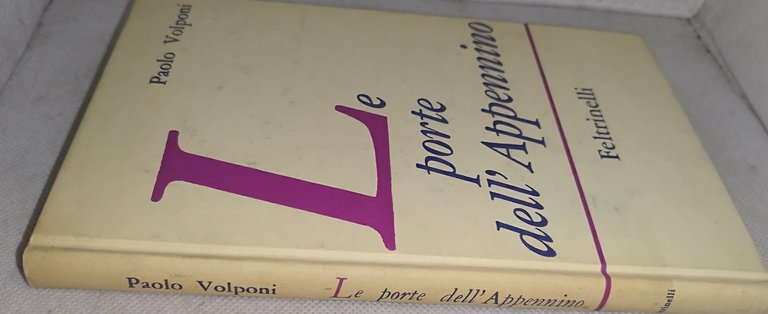 Paolo Volponi
Le
porte
dell'Appennino
Feltrinelli
Paolo Volponi Le porte dell'Appennino